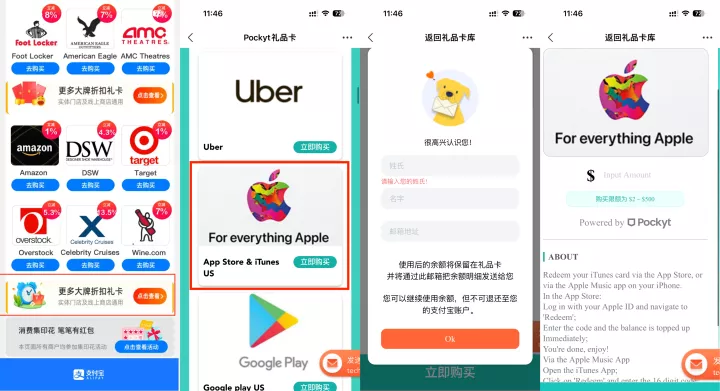 立减
8%
立减
7%
立减
Foot Locker
AMERICAN EAGLE
OUTFITTERS
AMC
THEATRES
Foot Locker
American Eagle
AMC Theatres
去购买
去购买
去购买
更多大牌折扣礼卡
实体门店及线上商店通用
点击查看
立减
1%
立减
4.3%
立减
1%
amazon
DSW
DESIGNER SHOE WAREHOUSE
target
Amazon
DSW
Target
去购买
去购买
去购买
立减
5.3%
立减
13.5%
立减
7%
Overstock
Celebrity Cruises
Overstock
Celebrity Cruises
Wine.com
去购买
去购买
去购买
更多大牌折扣礼卡
实体门店及线上商店通用
点击查看
消费集印花 笔笔有红包
本页面所有商户均参加集印花活动
点击查看活动
支付宝
ALIPAY
11:46
72
Pockyt礼品卡
Uber
Uber
立即购买
For everything Apple
App Store & iTunes
US
立即购买
Google Play
Google play US
立即购买
发送
tech
11:46
72
返回礼品卡库
很高兴认识您！
姓氏
请输入您的姓氏!
名字
邮箱地址
使用后的余额将保留在礼品卡
并将通过此邮箱把余额明细发送给您
您可以继续使用余额，但不可退还至您
的支付宝账户。
Ok
立即购买
发送
tech
11:46
72
返回礼品卡库
For everything Apple
$ Input Amount
购买限额为 $2 ~ $500
Powered by Pockyt
ABOUT
Redeem your iTunes card via the App Store, or
via the Apple Music app on your iPhone.
In the App Store:
Log in with your Apple ID and navigate to
'Redeem';
Enter the code and the balance is topped up
Immediately;
You're done, enjoy!
Via the Apple Music App
Open the iTunes App;
Click on 'Redeem' and enter the 16 digit code